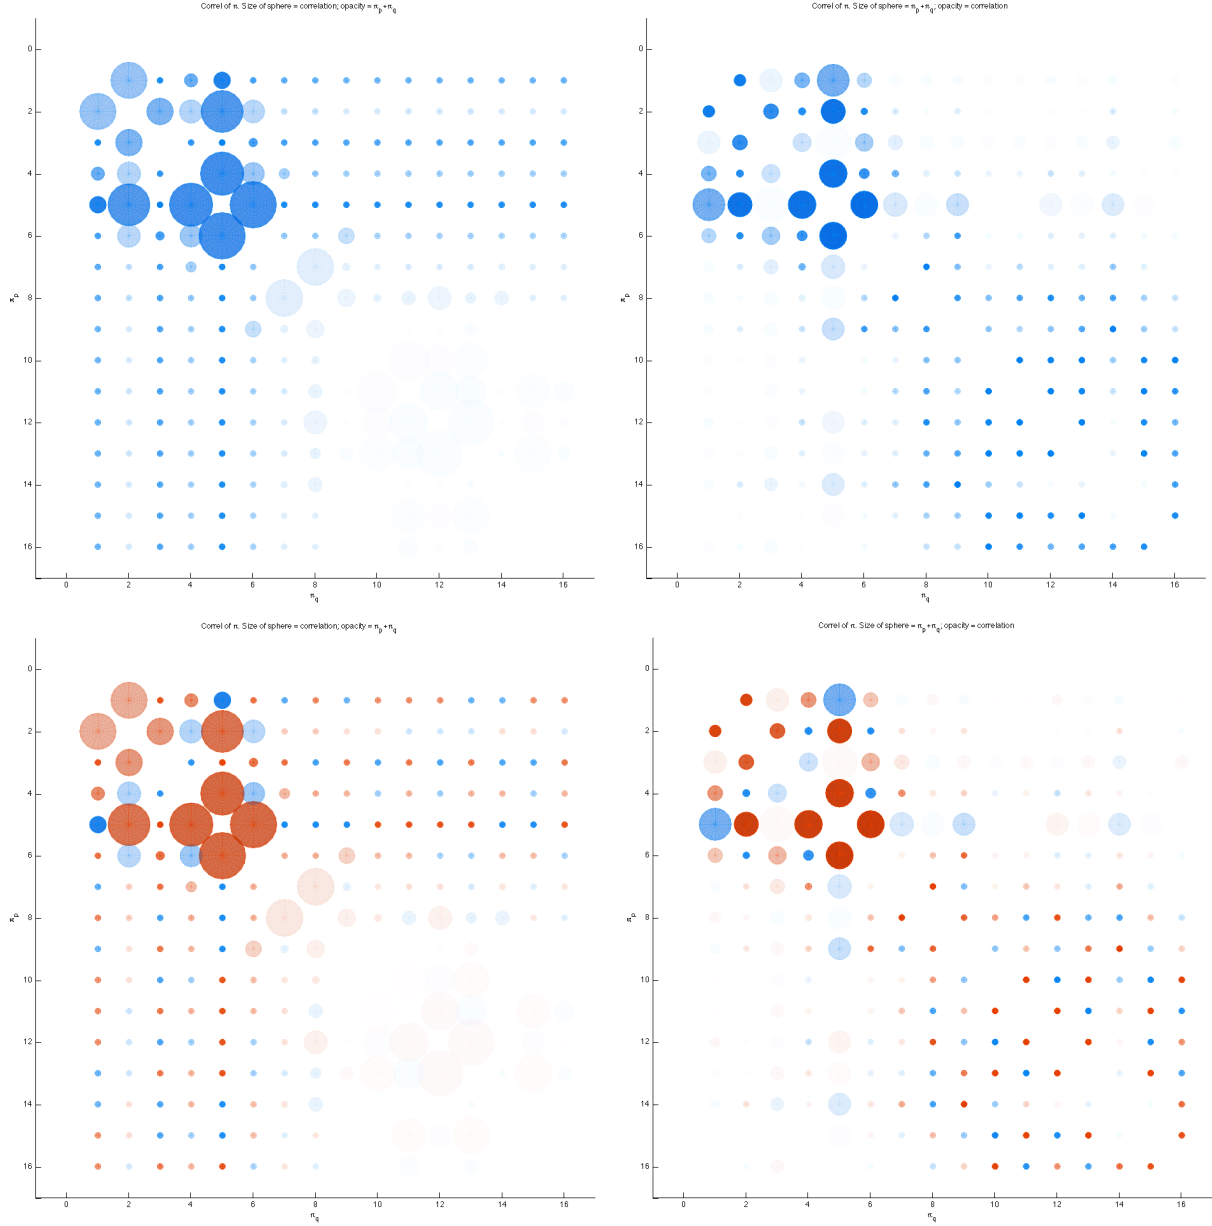 Correl of π. Size of sphere = correlation; opacity = π_p+π_q
0
2
4
6
8
10
12
14
16
π_p
0 2 4 6 8 10 12 14 16
π_q
Correl of π. Size of sphere = π_p+π_q; opacity = correlation
0
2
4
6
8
10
12
14
16
π_p
0 2 4 6 8 10 12 14 16
π_q
Correl of π. Size of sphere = correlation; opacity = π_p+π_q
0
2
4
6
8
10
12
14
16
π_p
0 2 4 6 8 10 12 14 16
π_q
Correl of π. Size of sphere = π_p+π_q; opacity = correlation
0
2
4
6
8
10
12
14
16
π_p
0 2 4 6 8 10 12 14 16
π_q